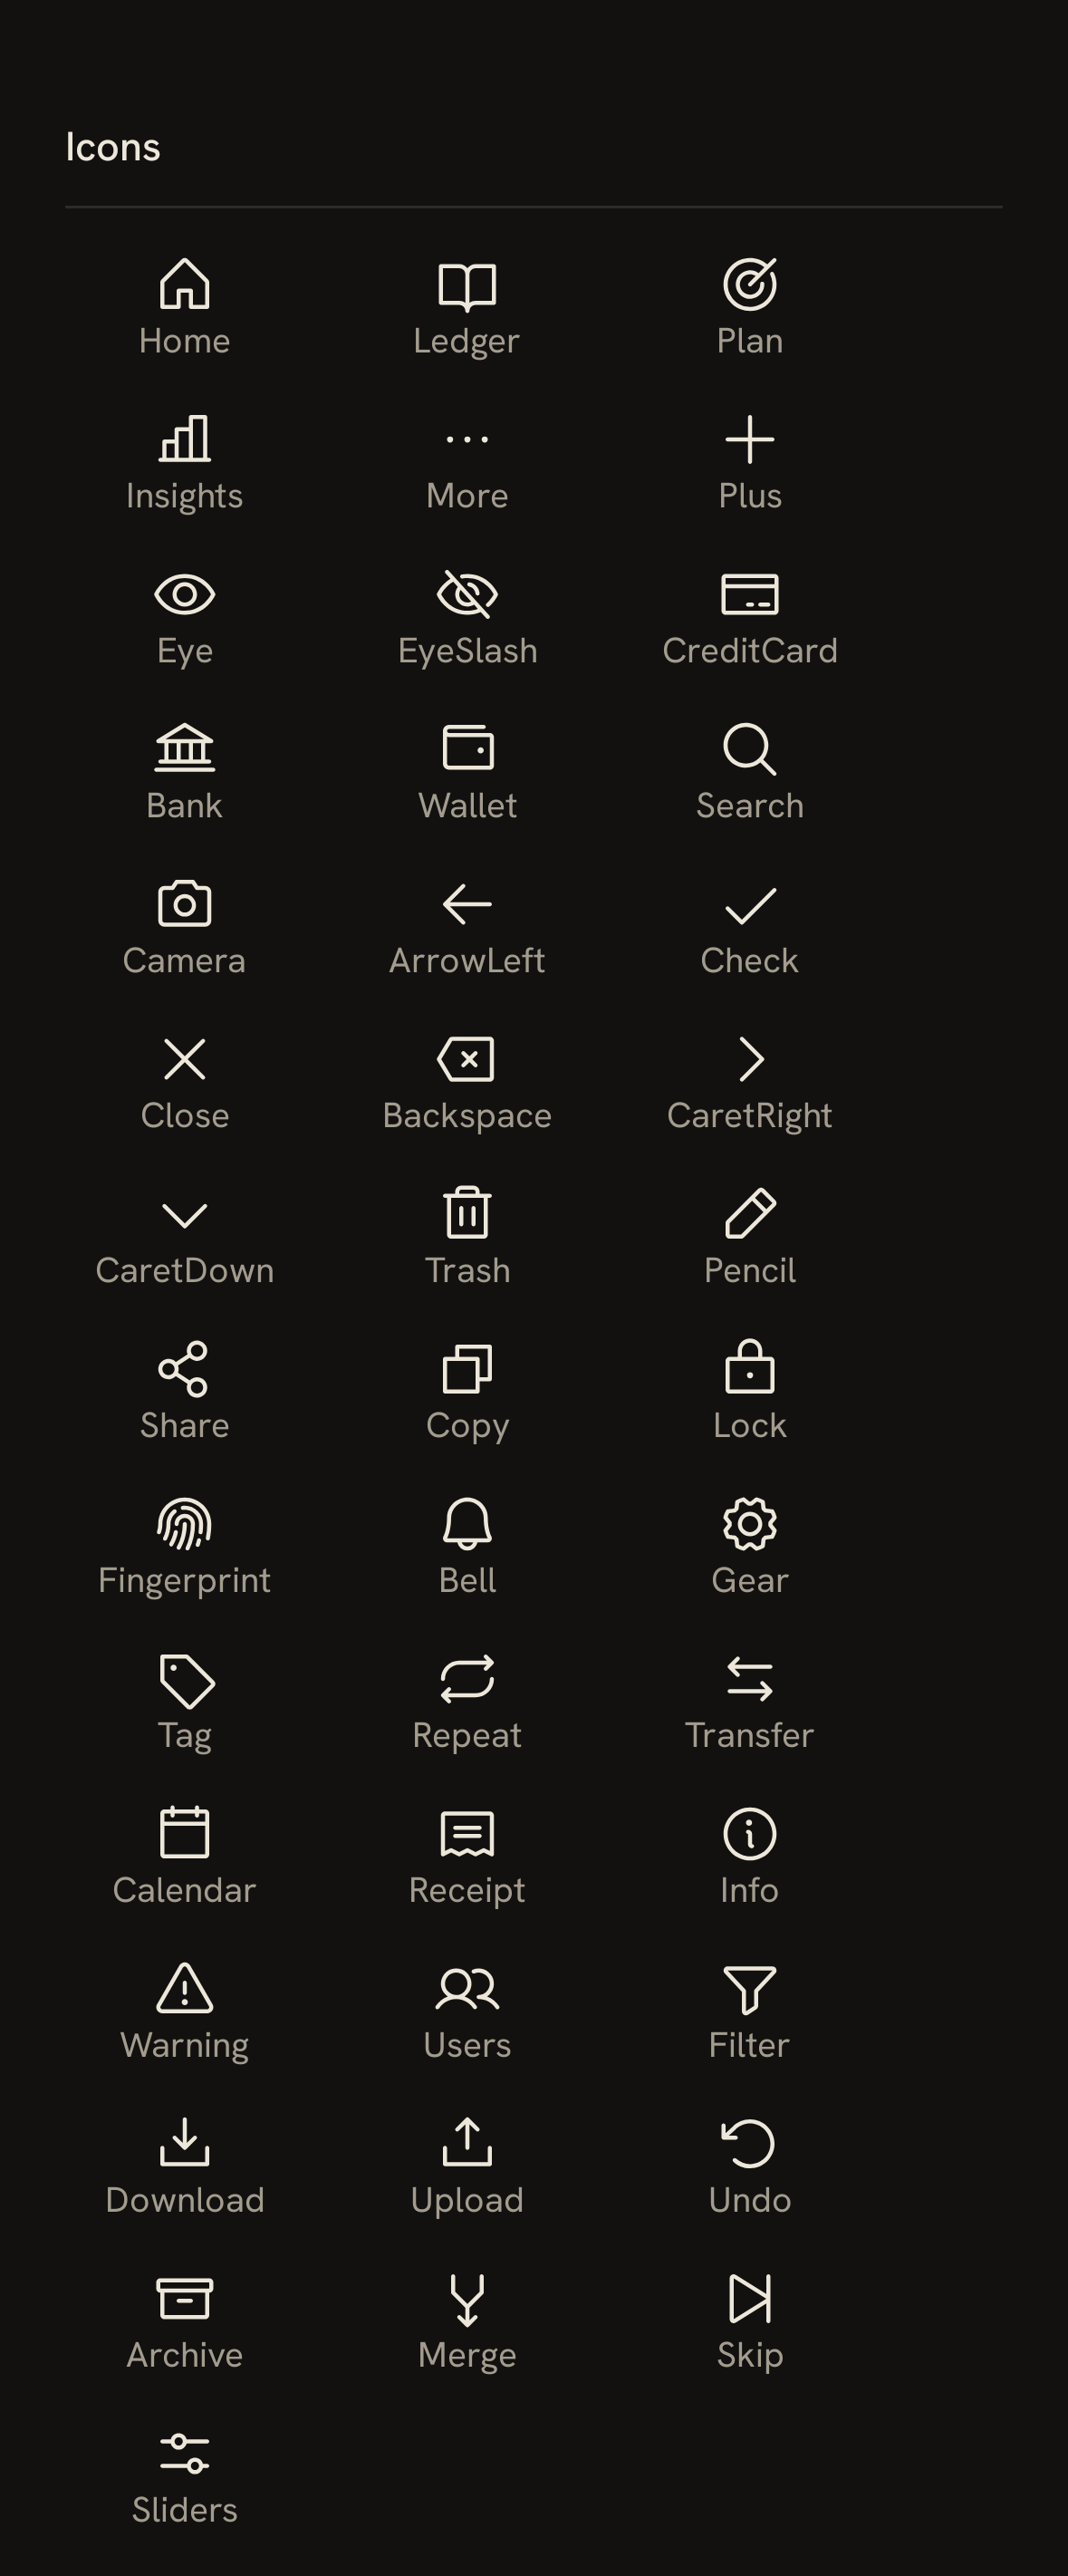 Icons
Home Ledger Plan
Insights More Plus
Eye EyeSlash CreditCard
Bank Wallet Search
Camera ArrowLeft Check
Close Backspace CaretRight
CaretDown Trash Pencil
Share Copy Lock
Fingerprint Bell Gear
Tag Repeat Transfer
Calendar Receipt Info
Warning Users Filter
Download Upload Undo
Archive Merge Skip
Sliders